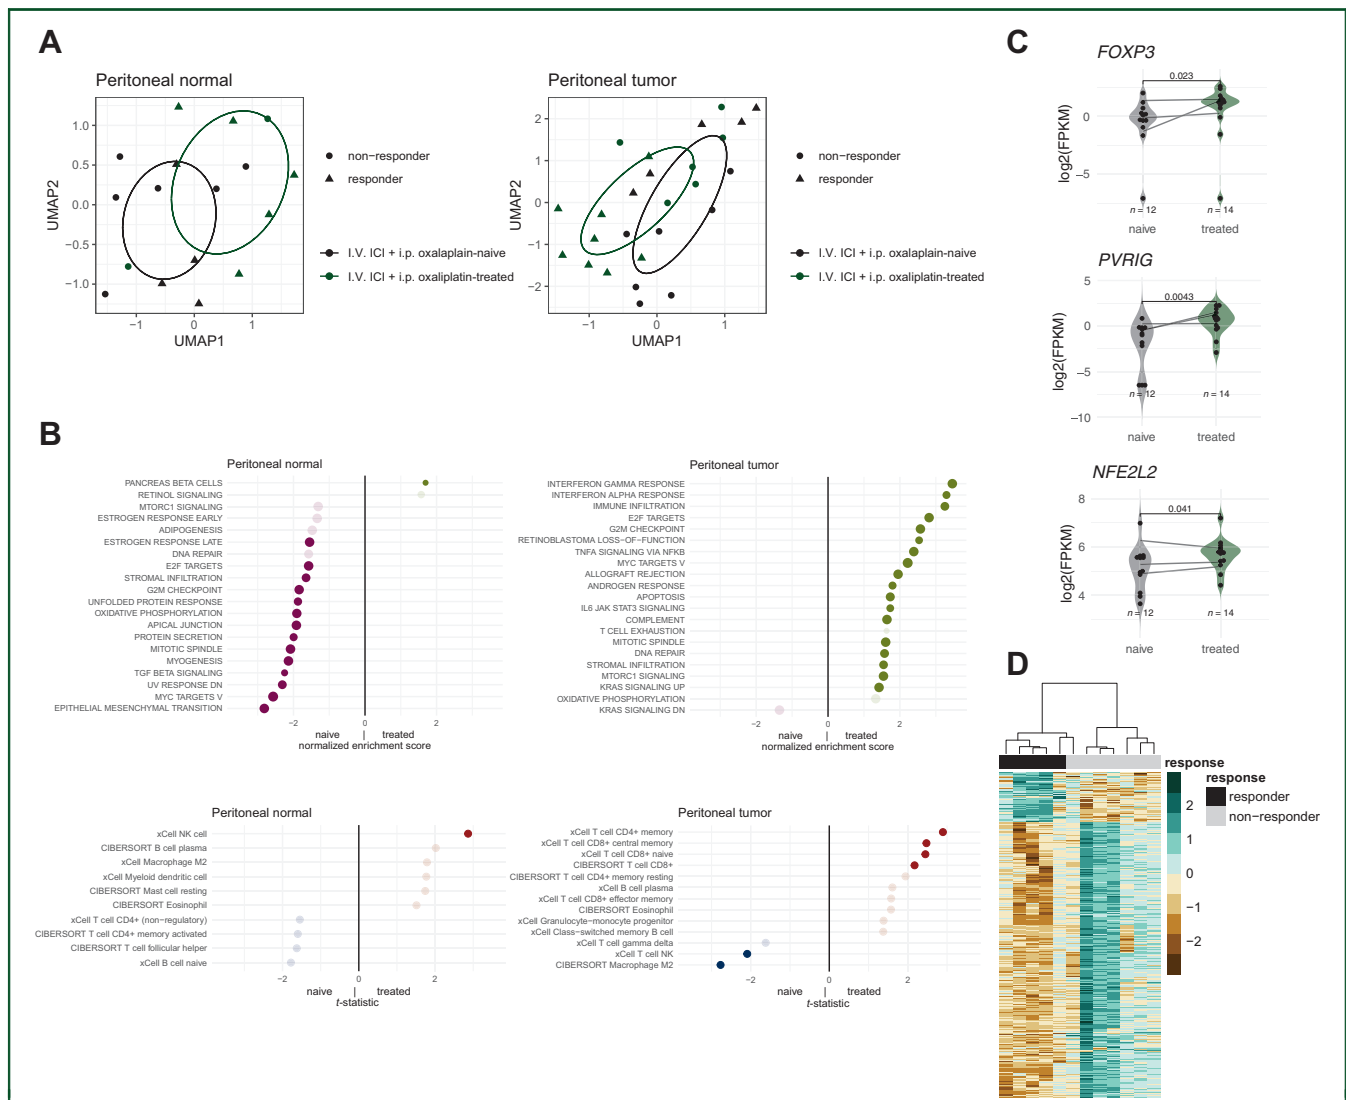 A
Peritoneal normal
UMAP2
1.0
0.5
0.0
−0.5
−1.0
−1
0
1
UMAP1
non−responder
responder
I.V. ICI + i.p. oxalaplain-naive
I.V. ICI + i.p. oxaliplatin-treated
Peritoneal tumor
UMAP2
2
1
0
−1
−2
−1
0
1
UMAP1
non−responder
responder
I.V. ICI + i.p. oxalaplain-naive
I.V. ICI + i.p. oxaliplatin-treated
B
Peritoneal normal
PANCREAS BETA CELLS
RETINOL SIGNALING
MTORC1 SIGNALING
ESTROGEN RESPONSE EARLY
ADIPOGENESIS
ESTROGEN RESPONSE LATE
DNA REPAIR
E2F TARGETS
STROMAL INFILTRATION
G2M CHECKPOINT
UNFOLDED PROTEIN RESPONSE
OXIDATIVE PHOSPHORYLATION
APICAL JUNCTION
PROTEIN SECRETION
MITOTIC SPINDLE
MYOGENESIS
TGF BETA SIGNALING
UV RESPONSE DN
MYC TARGETS V
EPITHELIAL MESENCHYMAL TRANSITION
−2
0
2
naive | treated
normalized enrichment score
Peritoneal tumor
INTERFERON GAMMA RESPONSE
INTERFERON ALPHA RESPONSE
IMMUNE INFILTRATION
E2F TARGETS
G2M CHECKPOINT
RETINOBLASTOMA LOSS−OF−FUNCTION
TNFA SIGNALING VIA NFKB
MYC TARGETS V
ALLOGRAFT REJECTION
ANDROGEN RESPONSE
APOPTOSIS
IL6 JAK STAT3 SIGNALING
COMPLEMENT
T CELL EXHAUSTION
MITOTIC SPINDLE
DNA REPAIR
STROMAL INFILTRATION
MTORC1 SIGNALING
KRAS SIGNALING UP
OXIDATIVE PHOSPHORYLATION
KRAS SIGNALING DN
0
2
naive | treated
normalized enrichment score
Peritoneal normal
xCell NK cell
CIBERSORT B cell plasma
xCell Macrophage M2
xCell Myeloid dendritic cell
CIBERSORT Mast cell resting
CIBERSORT Eosinophil
xCell T cell CD4+ (non−regulatory)
CIBERSORT T cell CD4+ memory activated
CIBERSORT T cell follicular helper
xCell B cell naive
−2
0
2
naive | treated
t-statistic
Peritoneal tumor
xCell T cell CD4+ memory
xCell T cell CD8+ central memory
xCell T cell CD8+ naive
CIBERSORT T cell CD8+
CIBERSORT T cell CD4+ memory resting
xCell B cell plasma
xCell T cell CD8+ effector memory
CIBERSORT Eosinophil
xCell Granulocyte−monocyte progenitor
xCell Class−switched memory B cell
xCell T cell gamma delta
xCell T cell NK
CIBERSORT Macrophage M2
−2
0
2
naive | treated
t-statistic
C
FOXP3
log2(FPKM)
0
−5
0.023
n = 12
n = 14
naive
treated
PVRIG
log2(FPKM)
5
0
−5
−10
0.0043
n = 12
n = 14
naive
treated
NFE2L2
log2(FPKM)
8
6
4
0.041
n = 12
n = 14
naive
treated
D
response
2
1
0
−1
−2
response
responder
non−responder